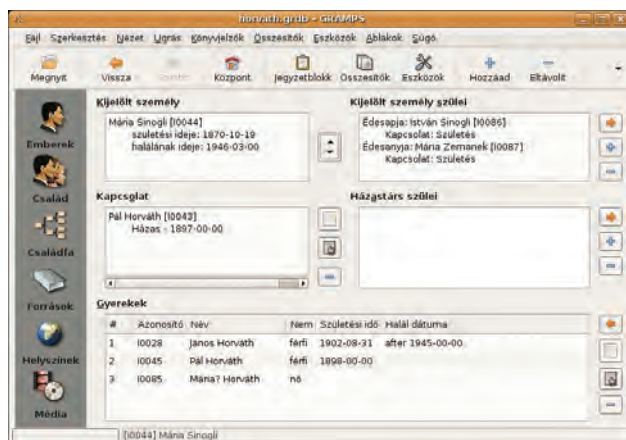 horvath.grdb - GRAMPS
Fájl Szerkesztés Nézet Ugrás Könyvjelzők Összesítők Eszközök Ablakok Súgó
Megnyit Vissza Központ Jegyzetblokk Összesítők Eszközök Hozzáad Eltávolít
Emberek
Család
Családfa
Források
Helyszínek
Média
Kijelölt személy
Mária Sinogli [I0044]
születési ideje: 1870-10-19
halálának ideje: 1946-03-00
Kijelölt személy szülei
Édesapja: István Sinogli [I0086]
Kapcsolat: Születés
Édesanyja: Mária Zemanek [I0087]
Kapcsolat: Születés
Kapcsolat
Pál Horváth [I0043]
Házas - 1897-00-00
Házastárs szülei
Gyerekek
# Azonosító Név Nem Születési idő Halál dátuma
1 I0028 János Horváth férfi 1902-08-31 after 1945-00-00
2 I0045 Pál Horváth férfi 1898-00-00
3 I0085 Mária? Horváth nő
[I0044] Mária Sinogli